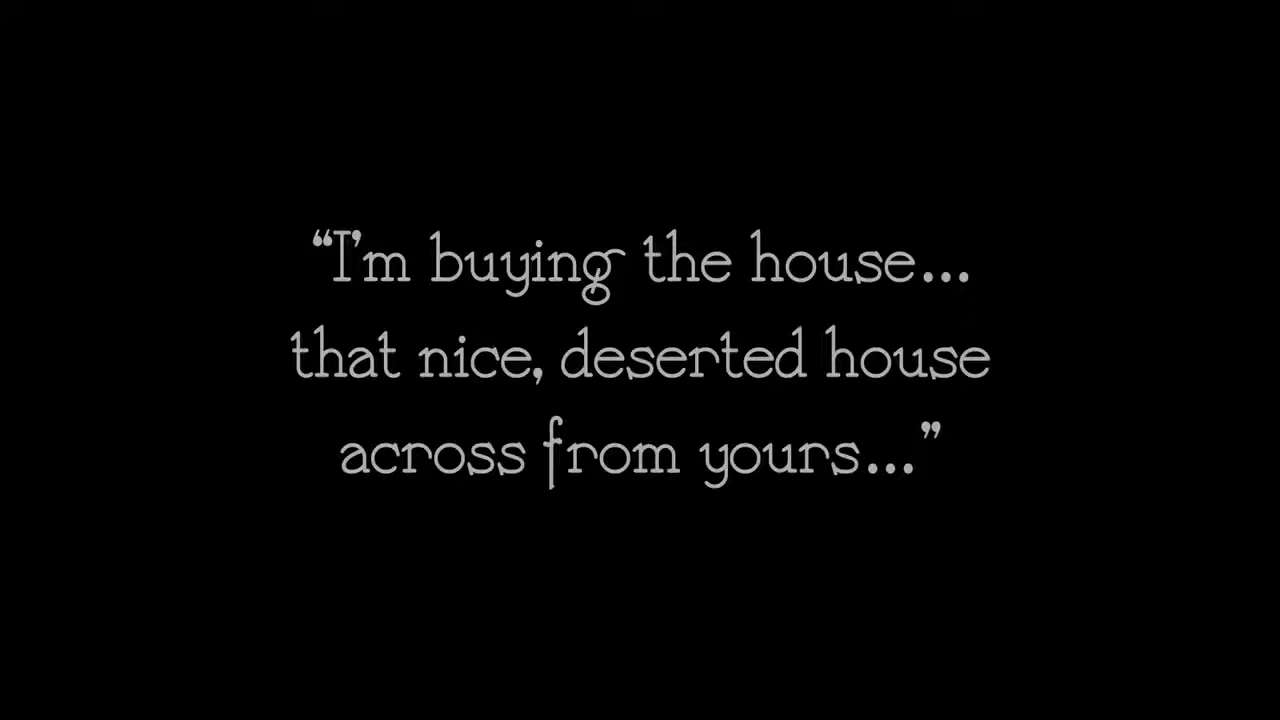 “I'm buying the house...
that nice, deserted house
across from yours...”